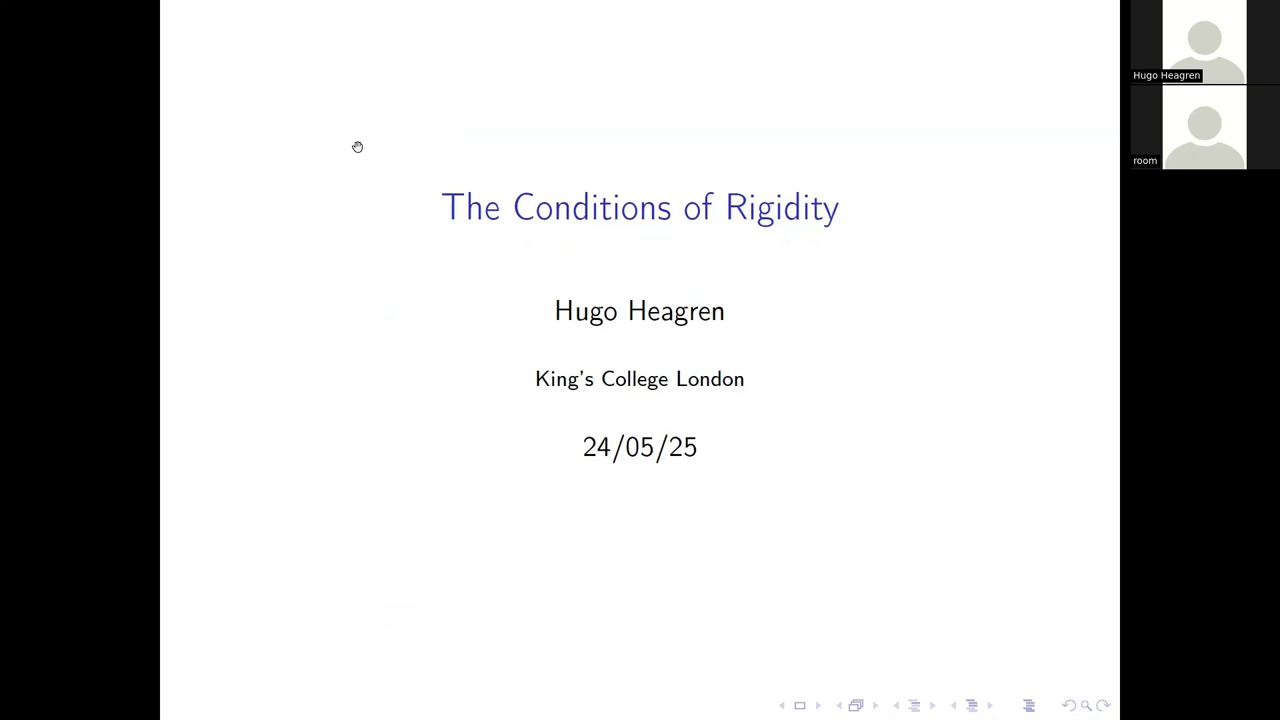 The Conditions of Rigidity
Hugo Heagren
King's College London
24/05/25
Hugo Heagren
room